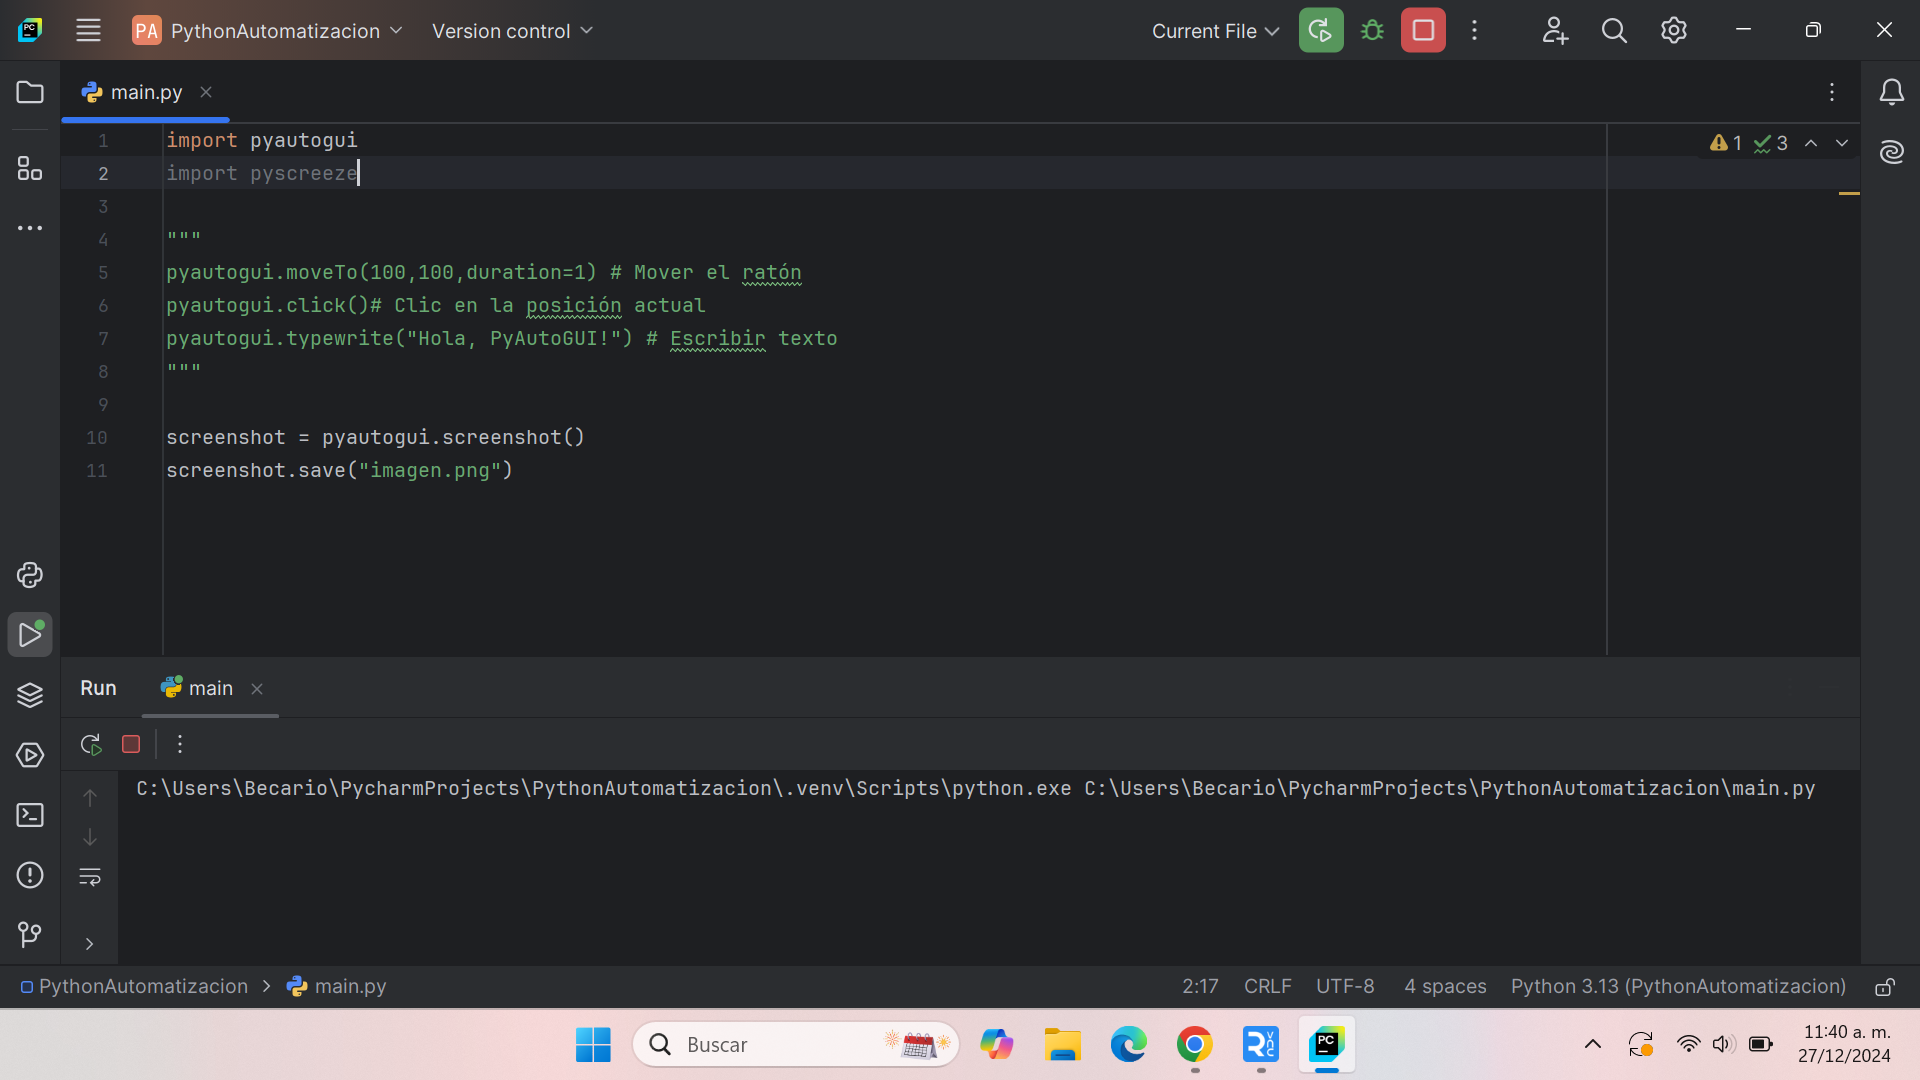 PC
PA PythonAutomatizacion Version control Current File
main.py
1 import pyautogui
2 import pyscreeze
3
4 """
5 pyautogui.moveTo(100,100,duration=1) # Mover el ratón
6 pyautogui.click()# Clic en la posición actual
7 pyautogui.typewrite("Hola, PyAutoGUI!") # Escribir texto
8 """
9
10 screenshot = pyautogui.screenshot()
11 screenshot.save("imagen.png")
1 3
Run main
C:\Users\Becario\PycharmProjects\PythonAutomatizacion\.venv\Scripts\python.exe C:\Users\Becario\PycharmProjects\PythonAutomatizacion\main.py
PythonAutomatizacion > main.py 2:17 CRLF UTF-8 4 spaces Python 3.13 (PythonAutomatizacion)
Buscar
RVNC
PC
11:40 a. m.
27/12/2024